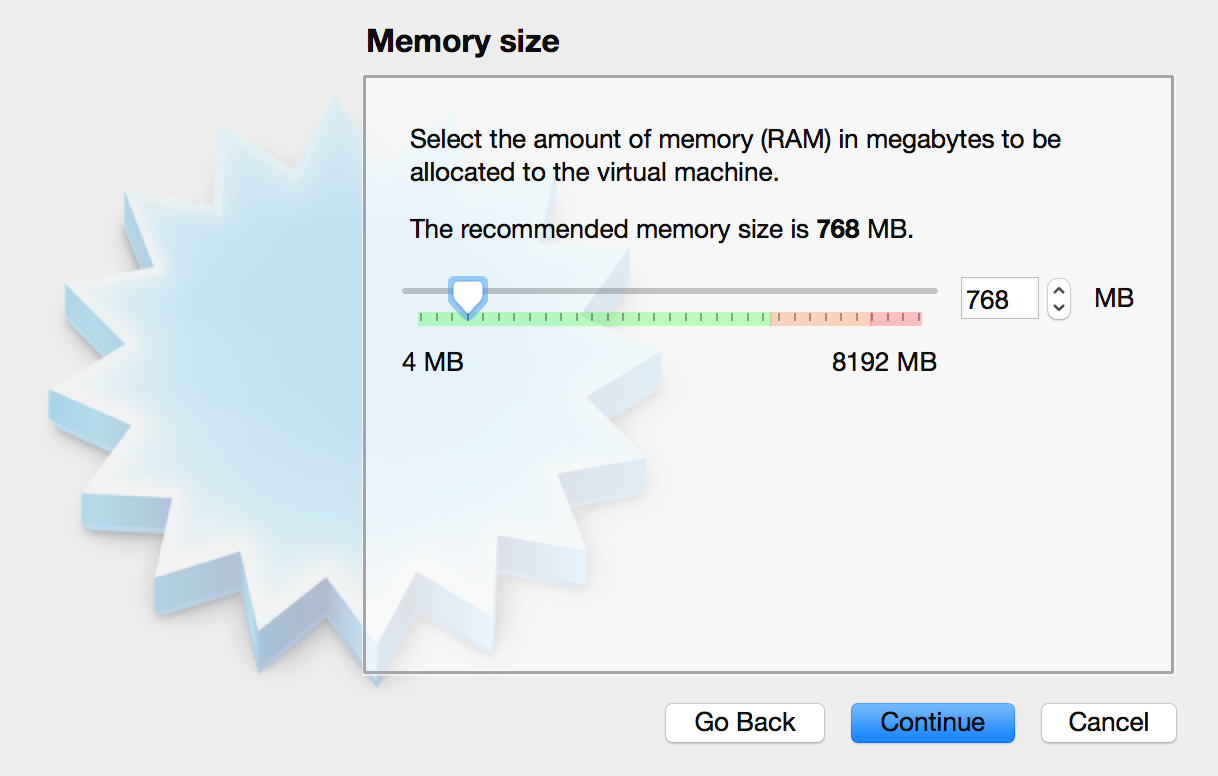 Memory size
Select the amount of memory (RAM) in megabytes to be
allocated to the virtual machine.
The recommended memory size is 768 MB.
768 MB
4 MB 8192 MB
Go Back Continue Cancel